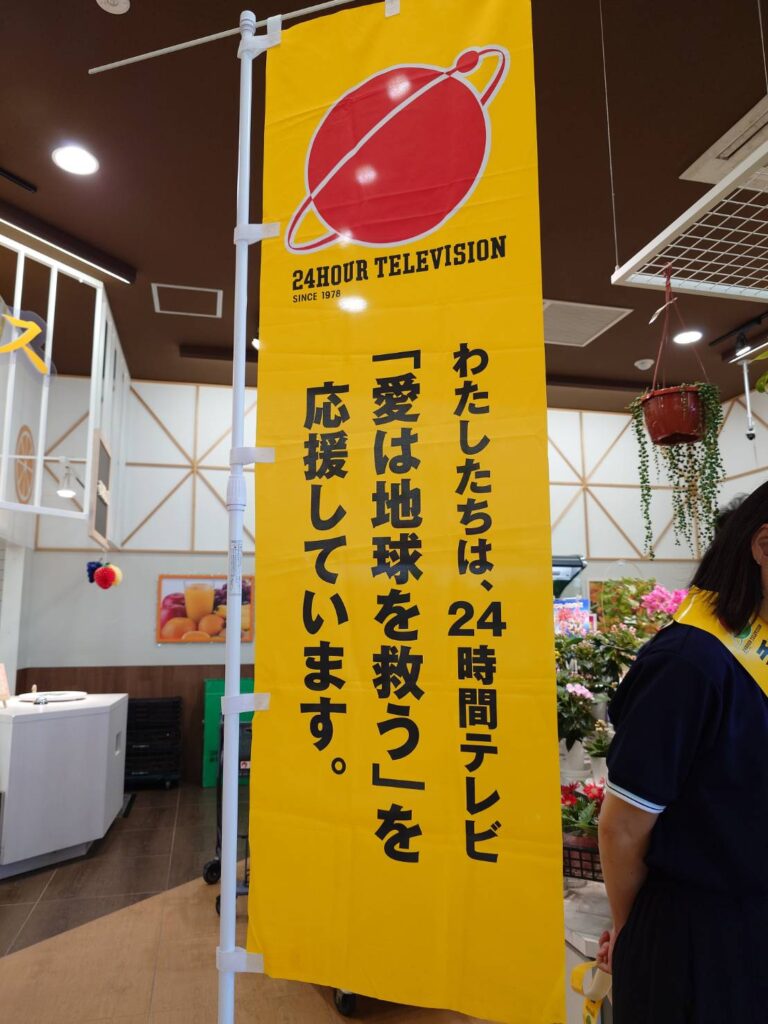 24HOUR TELEVISION
SINCE 1978
わたしたちは、24時間テレビ
「愛は地球を救う」を
応援しています。
ス